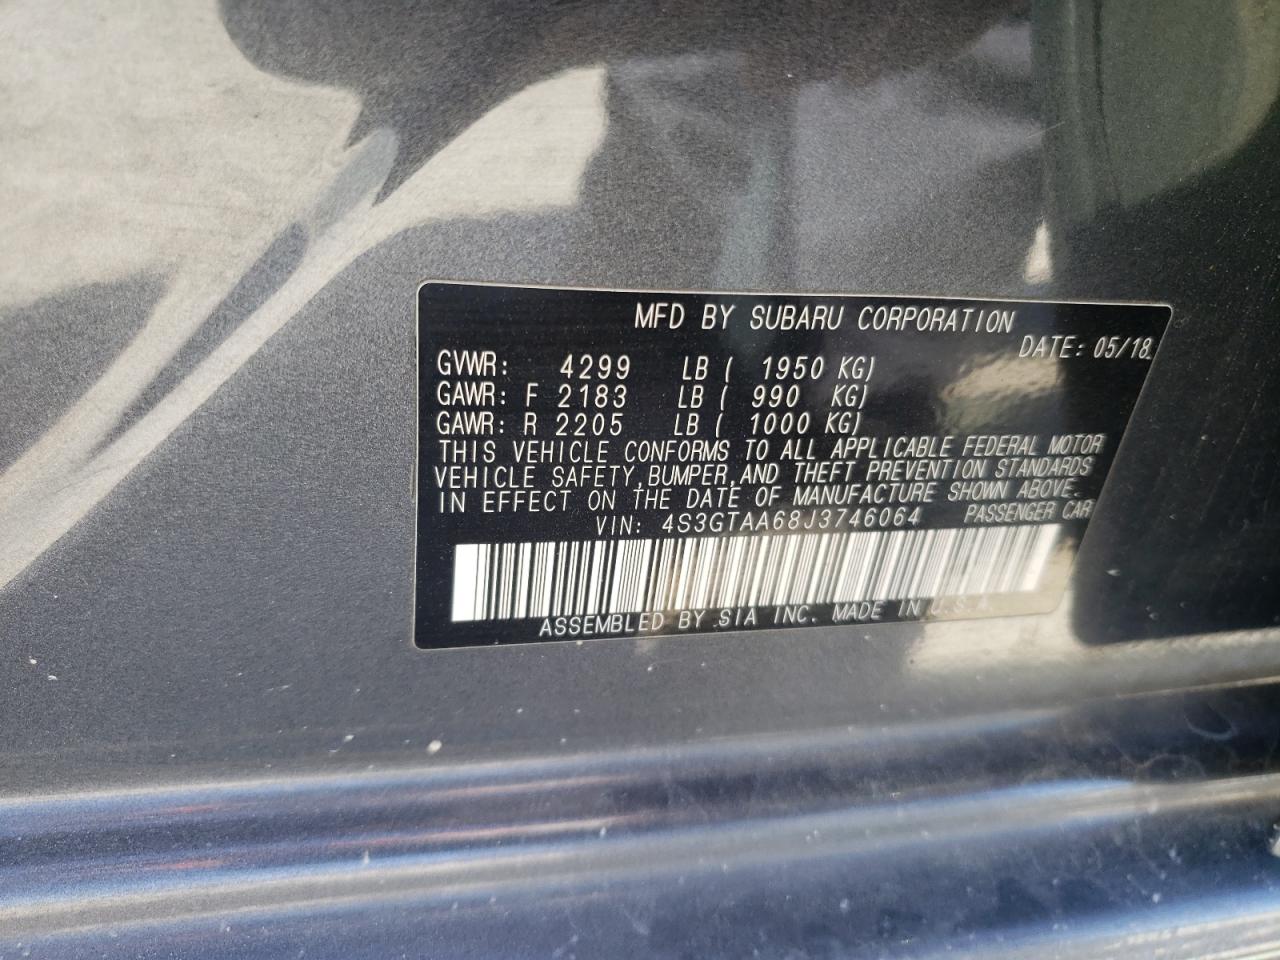 MFD BY SUBARU CORPORATION
DATE: 05/18
GVWR: 4299 LB ( 1950 KG)
GAWR: F 2183 LB ( 990 KG)
GAWR: R 2205 LB ( 1000 KG)
THIS VEHICLE CONFORMS TO ALL APPLICABLE FEDERAL MOTOR
VEHICLE SAFETY, BUMPER, AND THEFT PREVENTION STANDARDS
IN EFFECT ON THE DATE OF MANUFACTURE SHOWN ABOVE.
VIN: 4S3GTAA68J3746064 PASSENGER CAR
ASSEMBLED BY SIA INC. MADE IN U.S.A.